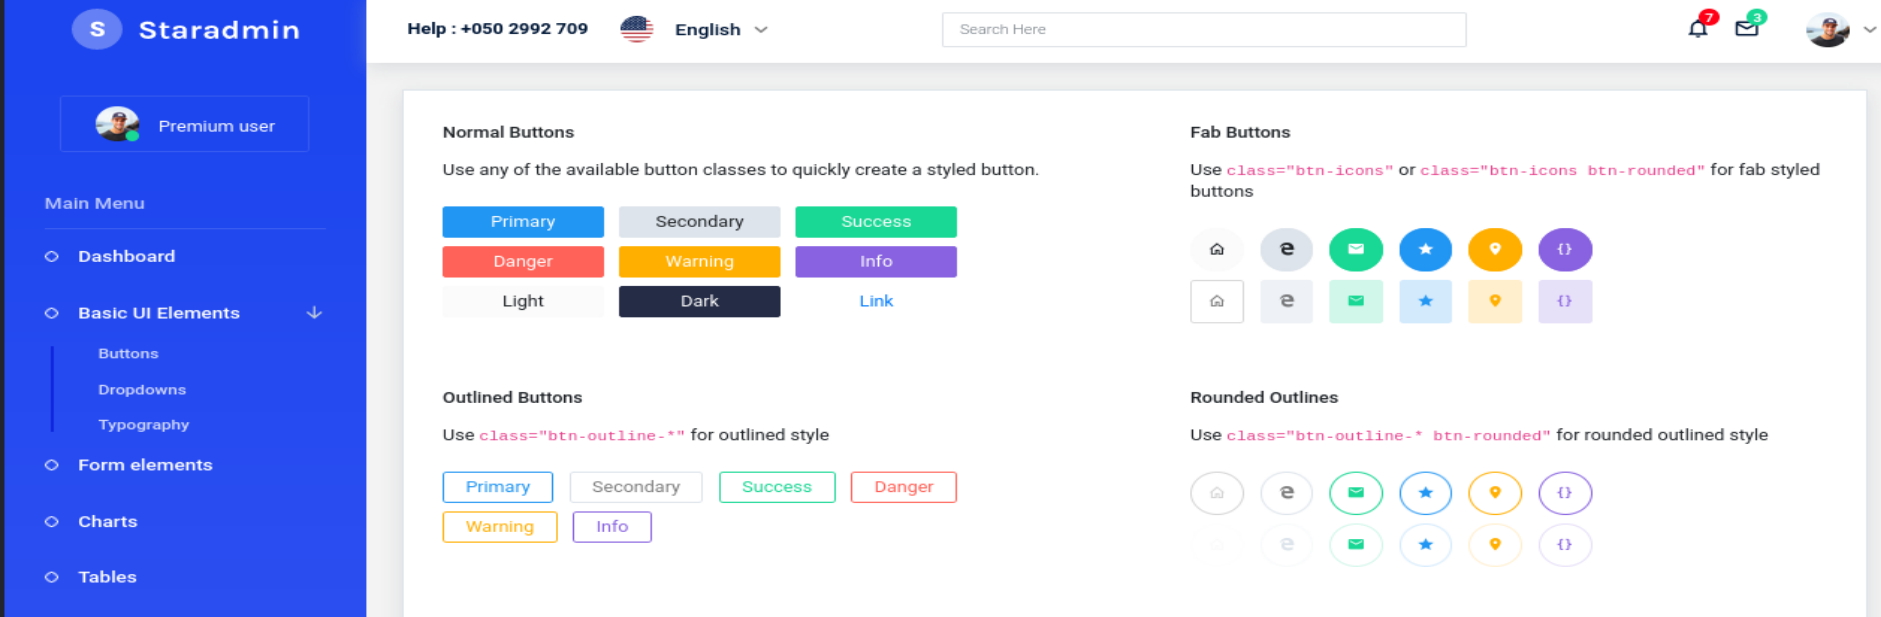 S Staradmin
Help : +050 2992 709
English
Search Here
7
3
Premium user
Main Menu
Dashboard
Basic UI Elements
Buttons
Dropdowns
Typography
Form elements
Charts
Tables
Normal Buttons
Use any of the available button classes to quickly create a styled button.
Primary Secondary Success
Danger Warning Info
Light Dark Link
Fab Buttons
Use class="btn-icons" or class="btn-icons btn-rounded" for fab styled
buttons
{}
{}
Outlined Buttons
Use class="btn-outline-*" for outlined style
Primary Secondary Success Danger
Warning Info
Rounded Outlines
Use class="btn-outline-* btn-rounded" for rounded outlined style
{}
{}